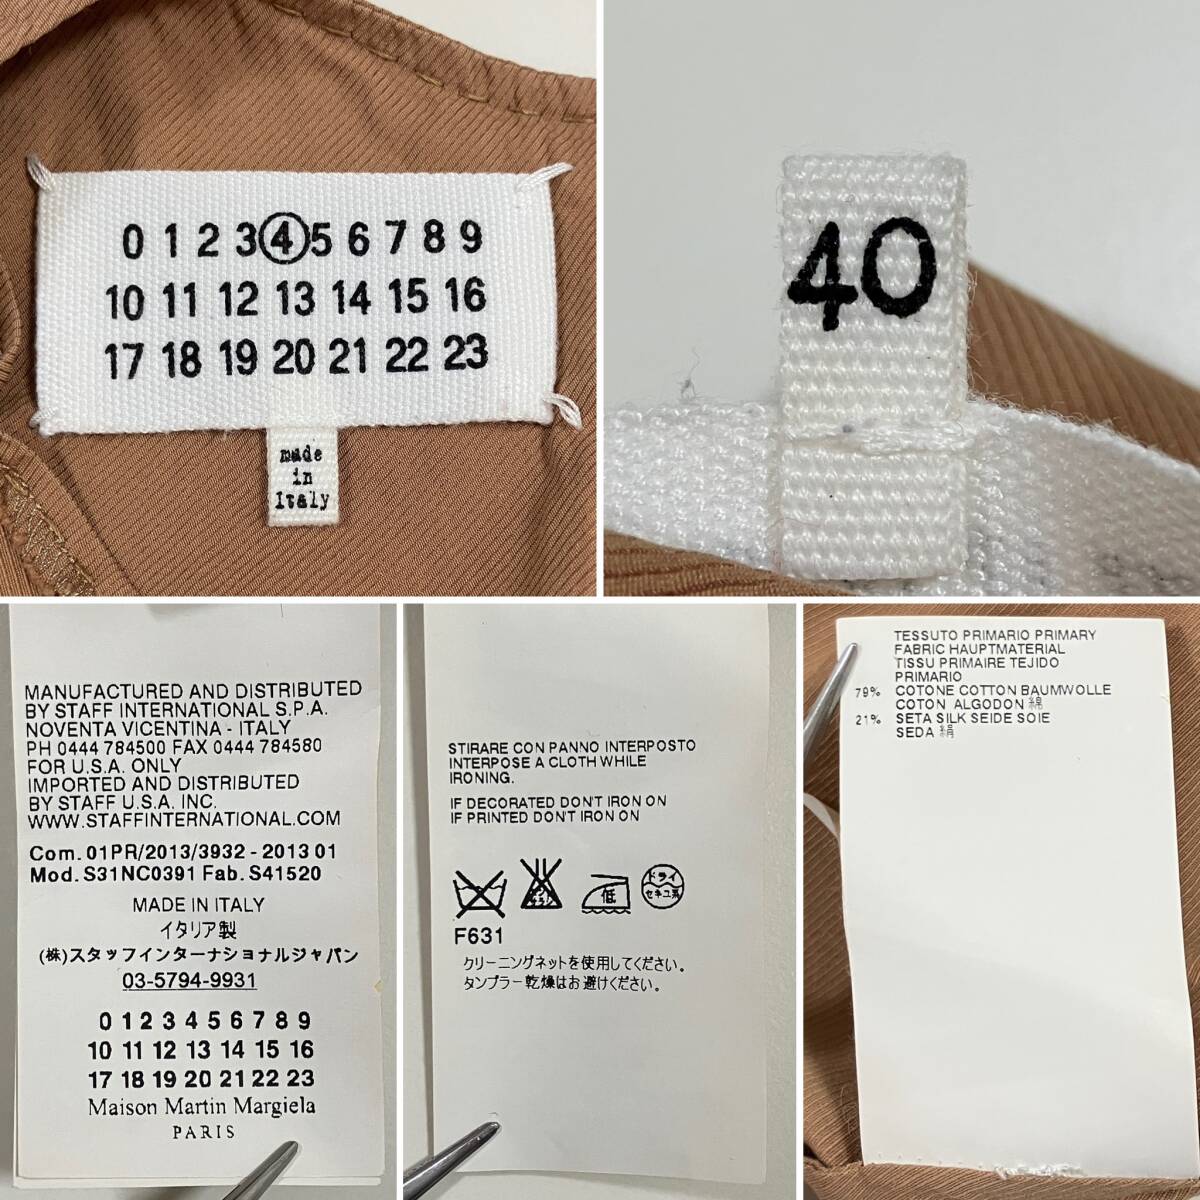 0 1 2 3 4 5 6 7 8 9
10 11 12 13 14 15 16
17 18 19 20 21 22 23
made
in
Italy
40
MANUFACTURED AND DISTRIBUTED
BY STAFF INTERNATIONAL S.P.A.
NOVENTA VICENTINA - ITALY
PH 0444 784500 FAX 0444 784580
FOR U.S.A. ONLY
IMPORTED AND DISTRIBUTED
BY STAFF U.S.A. INC.
WWW.STAFFINTERNATIONAL.COM
Com. 01PR/2013/3932 - 2013 01
Mod. S31NC0391 Fab. S41520
MADE IN ITALY
イタリア製
(株)スタッフインターナショナルジャパン
03-5794-9931
0 1 2 3 4 5 6 7 8 9
10 11 12 13 14 15 16
17 18 19 20 21 22 23
Maison Martin Margiela
PARIS
STIRARE CON PANNO INTERPOSTO
INTERPOSE A CLOTH WHILE
IRONING.
IF DECORATED DON'T IRON ON
IF PRINTED DON'T IRON ON
低
ドライ
セキユ系
F631
クリーニングネットを使用してください。
タンブラー乾燥はお避けください。
TESSUTO PRIMARIO PRIMARY
FABRIC HAUPTMATERIAL
TISSU PRIMAIRE TEJIDO
PRIMARIO
79% COTONE COTTON BAUMWOLLE
COTON ALGODON 綿
21% SETA SILK SEIDE SOIE
SEDA 絹